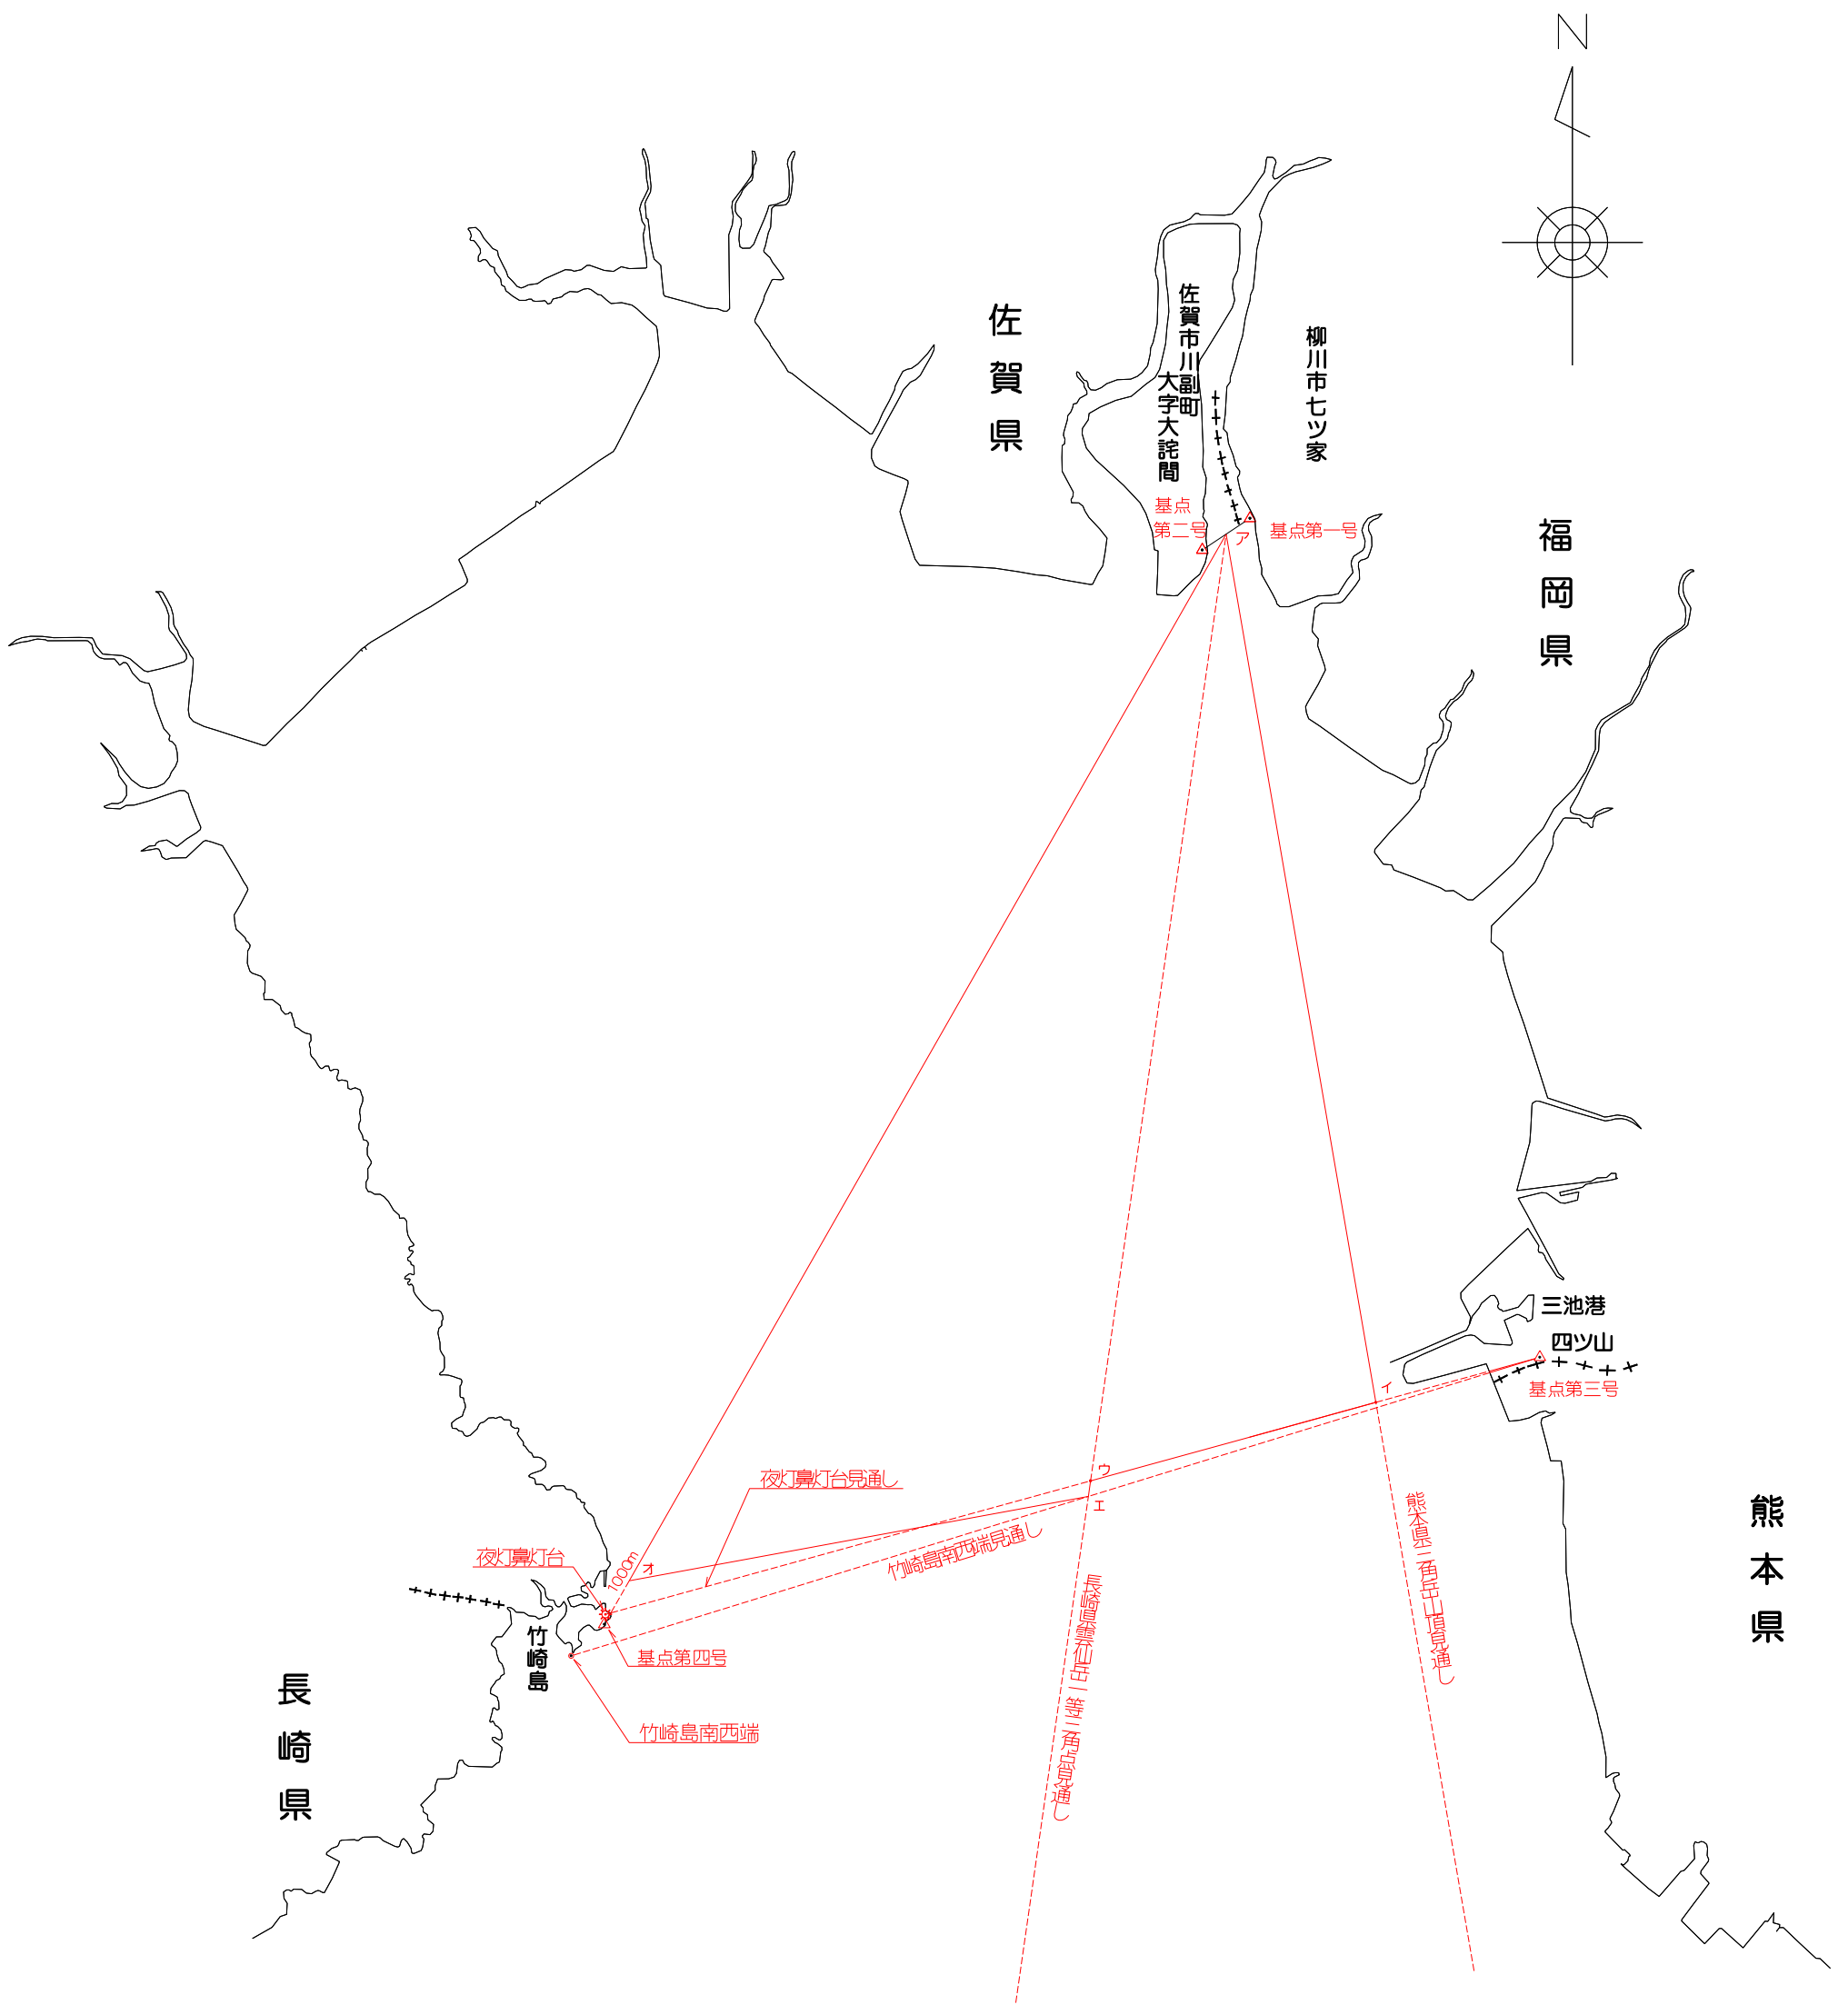 N
佐賀県
佐賀市川副町
大字大詫間
柳川市七ツ家
基点
第二号
ア
基点第一号
福岡県
三池港
四ツ山
基点第三号
イ
ウ
エ
オ
夜灯鼻灯台見通し
竹崎島南西端見通し
夜灯鼻灯台
1000m
竹崎島
基点第四号
竹崎島南西端
長崎県雲仙岳一等三角点見通し
熊本県三角岳山頂見通し
熊本県
長崎県